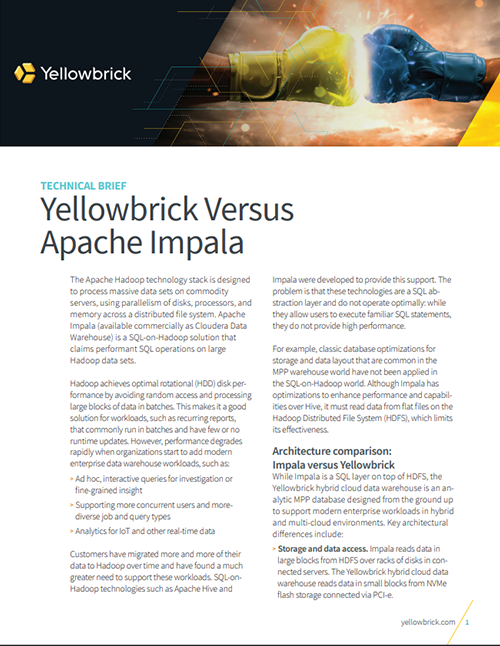 Yellowbrick
TECHNICAL BRIEF
Yellowbrick Versus
Apache Impala
The Apache Hadoop technology stack is designed
to process massive data sets on commodity
servers, using parallelism of disks, processors, and
memory across a distributed file system. Apache
Impala (available commercially as Cloudera Data
Warehouse) is a SQL-on-Hadoop solution that
claims performant SQL operations on large
Hadoop data sets.
Hadoop achieves optimal rotational (HDD) disk per-
formance by avoiding random access and processing
large blocks of data in batches. This makes it a good
solution for workloads, such as recurring reports,
that commonly run in batches and have few or no
runtime updates. However, performance degrades
rapidly when organizations start to add modern
enterprise data warehouse workloads, such as:
> Ad hoc, interactive queries for investigation or
fine-grained insight
> Supporting more concurrent users and more-
diverse job and query types
> Analytics for IoT and other real-time data
Customers have migrated more and more of their
data to Hadoop over time and have found a much
greater need to support these workloads. SQL-on-
Hadoop technologies such as Apache Hive and
Impala were developed to provide this support. The
problem is that these technologies are a SQL ab-
straction layer and do not operate optimally: while
they allow users to execute familiar SQL statements,
they do not provide high performance.
For example, classic database optimizations for
storage and data layout that are common in the
MPP warehouse world have not been applied in
the SQL-on-Hadoop world. Although Impala has
optimizations to enhance performance and capabil-
ities over Hive, it must read data from flat files on the
Hadoop Distributed File System (HDFS), which limits
its effectiveness.
Architecture comparison:
Impala versus Yellowbrick
While Impala is a SQL layer on top of HDFS, the
Yellowbrick hybrid cloud data warehouse is an an-
alytic MPP database designed from the ground up
to support modern enterprise workloads in hybrid
and multi-cloud environments. Key architectural
differences include:
> Storage and data access. Impala reads data in
large blocks from HDFS over racks of disks in con-
nected servers. The Yellowbrick hybrid cloud data
warehouse reads data in small blocks from NVMe
flash storage connected via PCI-e.
yellowbrick.com 1